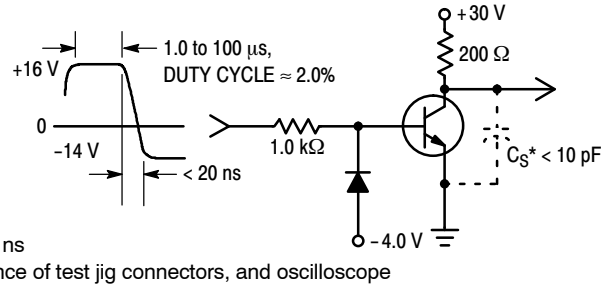 +30 V
1.0 to 100 μs,
DUTY CYCLE ≈ 2.0%
+16 V
200 Ω
0
-14 V
1.0 kΩ
CS* < 10 pF
< 20 ns
-4.0 V
ns
nce of test jig connectors, and oscilloscope